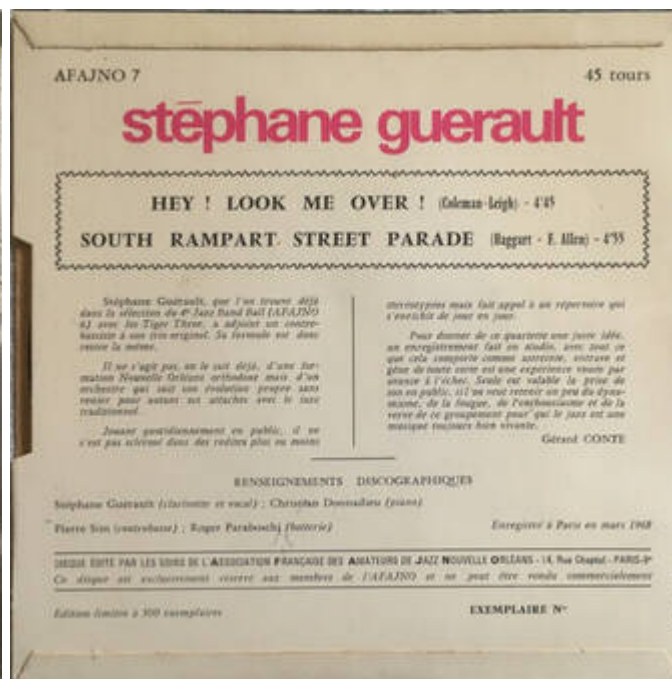 AFAJNO 7
45 tours
stéphane guerault
HEY ! LOOK ME OVER ! (Coleman-Leigh) - 4'45
SOUTH RAMPART STREET PARADE (Haggart - F. Allen) - 4'55
Stéphane Guérault, que l'on trouve déjà
dans la sélection du 4e Jazz Band Ball (AFAJNO
6) avec les Tiger Three, a adjoint un contre-
bassiste à son trio originel. Sa formule est donc
restée la même.
Il ne s'agit pas, on le sait déjà, d'une for-
mation Nouvelle Orléans orthodoxe mais d'un
orchestre qui suit son évolution propre sans
renier pour autant ses attaches avec le jazz
traditionnel.
Jouant quotidiennement en public, il ne
s'est pas sclérosé dans des redites plus ou moins
stéréotypées mais fait appel à un répertoire qui
s'enrichit de jour en jour.
Pour donner de ce quartette une juste idée,
un enregistrement fait en studio, avec tout ce
que cela comporte comme entrave et
gêne de toute sorte est une expérience vouée par
avance à l'échec. Seule est valable la prise de
son en public, si l'on veut retenir un peu du dyna-
misme, de la fougue, de l'enthousiasme et de la
verve de ce groupement pour qui le jazz est une
musique toujours bien vivante.
Gérard CONTE
RENSEIGNEMENTS DISCOGRAPHIQUES
Stéphane Guérault (clarinette et vocal) ; Christian Donnadieu (piano)
Pierre Sim (contrebasse) ; Roger Paraboschi (batterie)
Enregistré à Paris en mars 1968
DISQUE ÉDITÉ PAR LES SOINS DE L'ASSOCIATION FRANÇAISE DES AMATEURS DE JAZZ NOUVELLE ORLÉANS - 14, Rue Chaptal - PARIS-9e
Ce disque est exclusivement réservé aux membres de l'AFAJNO et ne peut être vendu commercialement
Edition limitée à 300 exemplaires
EXEMPLAIRE N°